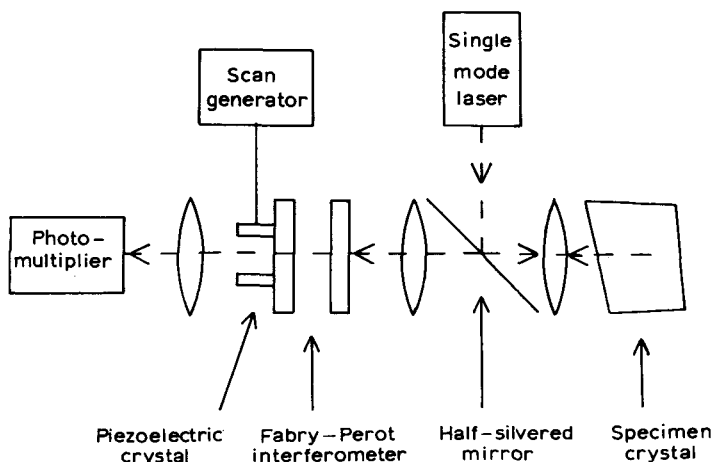 Single
mode
laser
Scan
generator
Photo-
multiplier
Piezoelectric
crystal
Fabry-Perot
interferometer
Half-silvered
mirror
Specimen
crystal